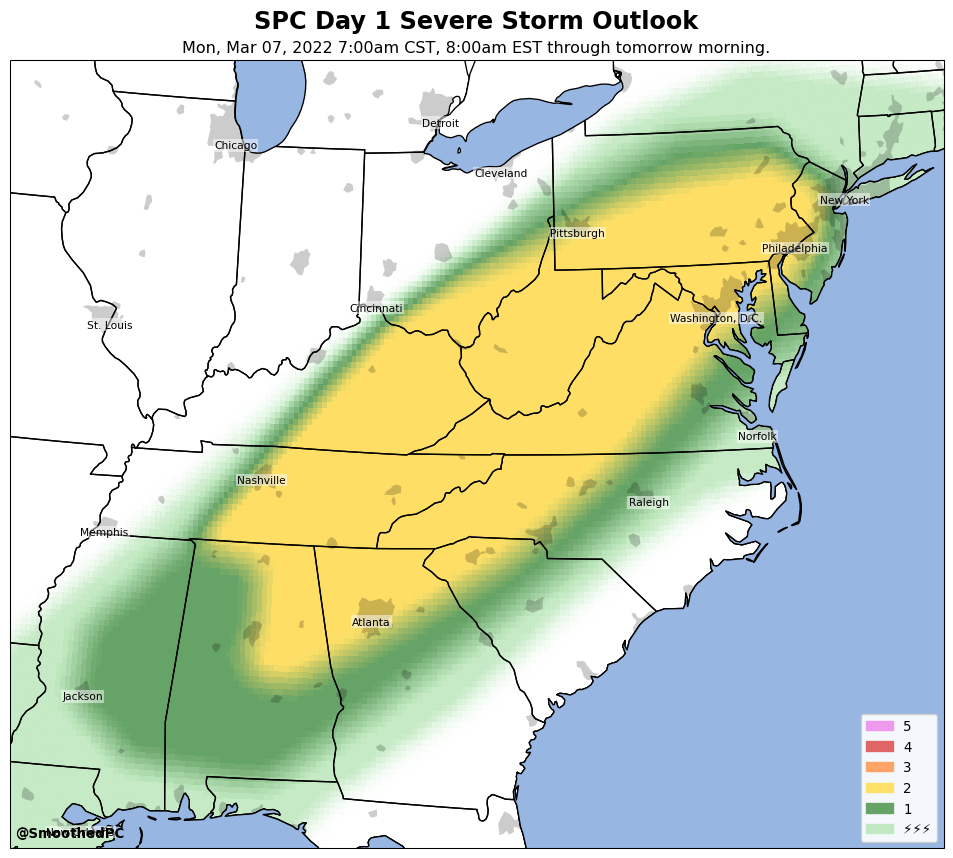 SPC Day 1 Severe Storm Outlook
Mon, Mar 07, 2022 7:00am CST, 8:00am EST through tomorrow morning.
Detroit
Chicago
Cleveland
New York
Pittsburgh
Philadelphia
Cincinnati
Washington, D.C.
St. Louis
Norfolk
Nashville
Raleigh
Memphis
Atlanta
Jackson
5
4
3
2
1
⚡⚡⚡
@SmoothedPC